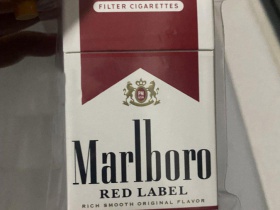 FILTER CIGARETTES
Marlboro
RED LABEL
RICH SMOOTH ORIGINAL FLAVOR